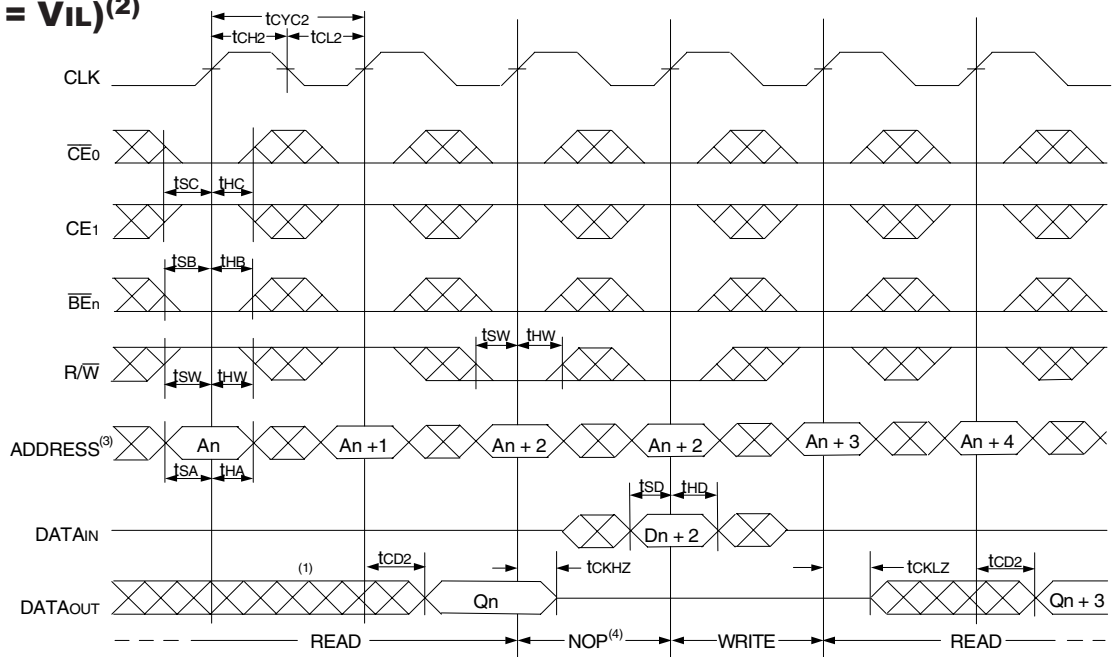 = VIL)(2)
tCYC2
tCH2 tCL2
CLK
CE0
tSC tHC
CE1
tSB tHB
BEn
tSW tHW
R/W
tSW tHW
ADDRESS(3) An An +1 An + 2 An + 2 An + 3 An + 4
tSA tHA
tSD tHD
DATAIN Dn + 2
(1) tCD2 tCKHZ tCKLZ tCD2
DATAOUT Qn Qn + 3
READ NOP(4) WRITE READ